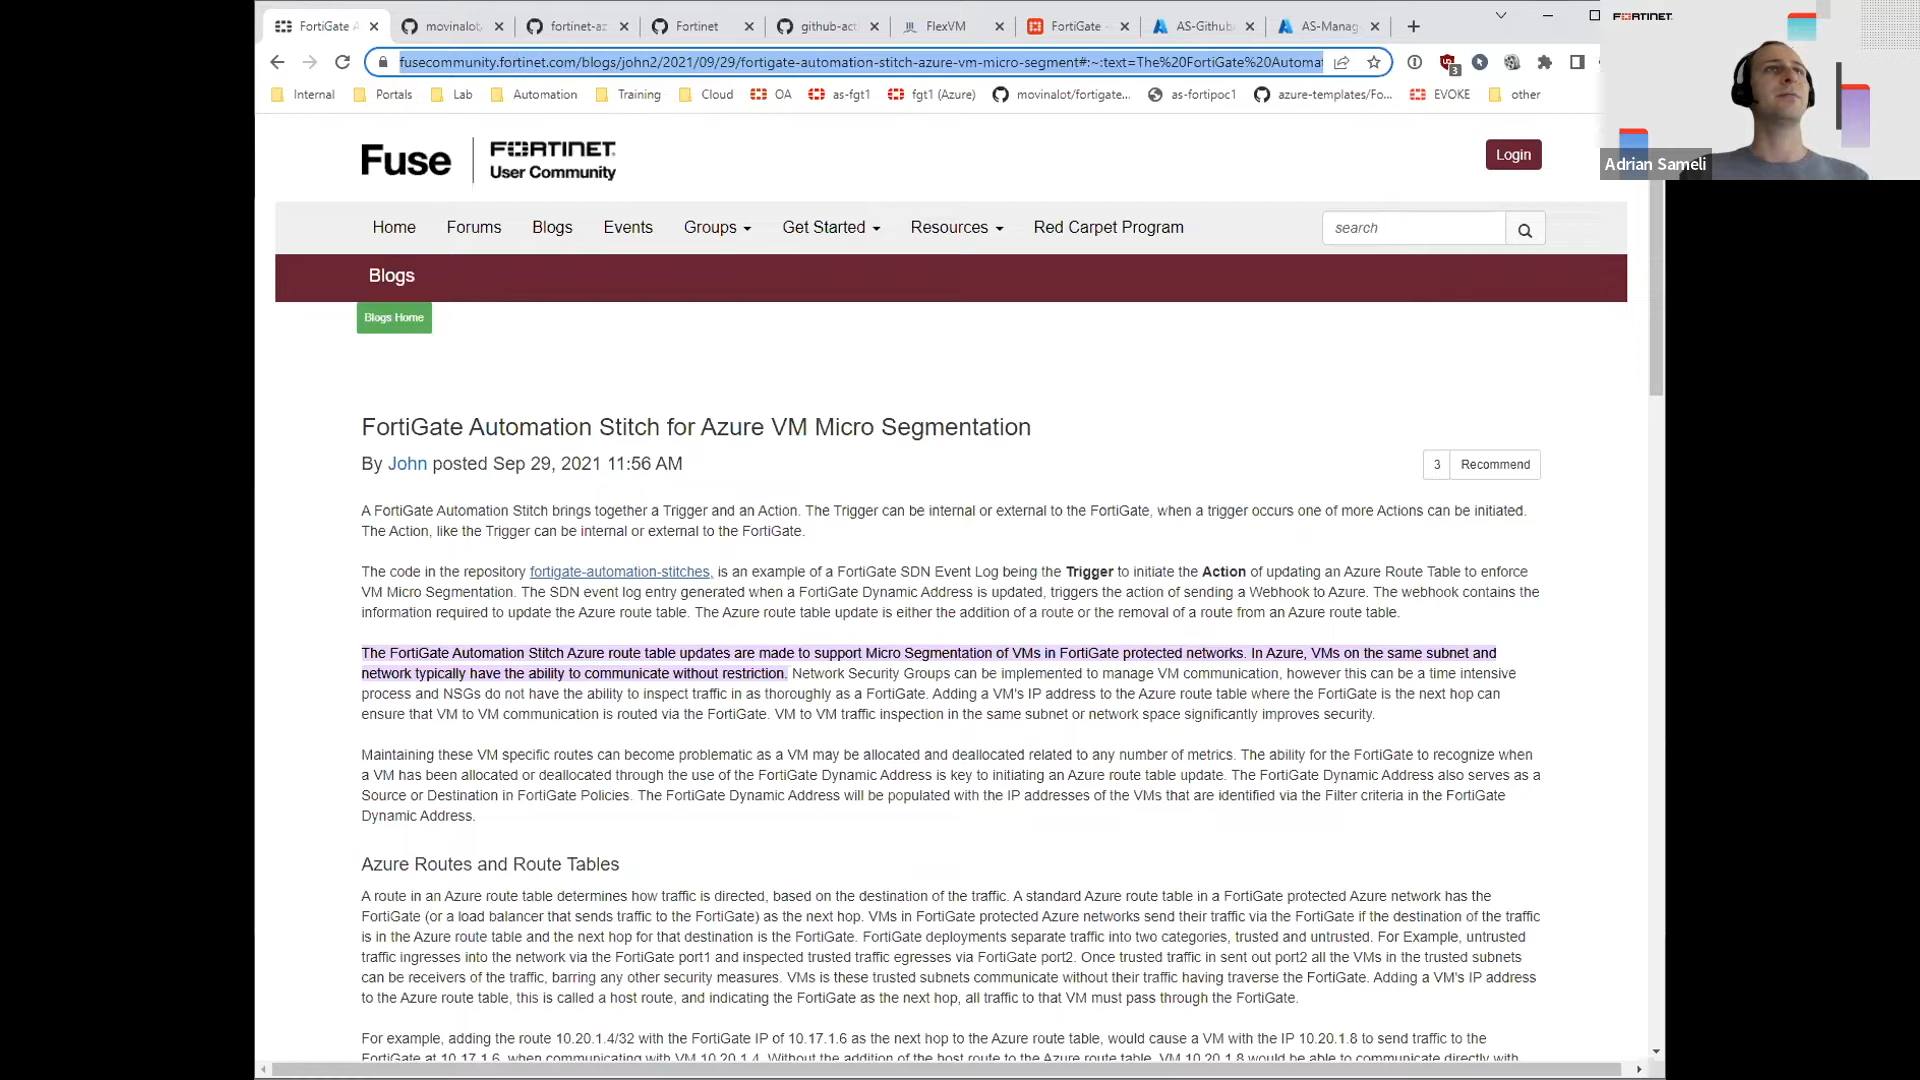 FortiGate A
movinalot
fortinet-az
Fortinet
github-act
FlexVM
FortiGate -
AS-Github
AS-Manag
FORTINET
fusecommunity.fortinet.com/blogs/john2/2021/09/29/fortigate-automation-stitch-azure-vm-micro-segment#:~:text=The%20FortiGate%20Automat
3
Internal
Portals
Lab
Automation
Training
Cloud
OA
as-fgt1
fgt1 (Azure)
movinalot/fortigate...
as-fortipoc1
azure-templates/Fo...
EVOKE
other
Adrian Sameli
Fuse
FORTINET
User Community
Login
Home
Forums
Blogs
Events
Groups
Get Started
Resources
Red Carpet Program
search
Blogs
Blogs Home
FortiGate Automation Stitch for Azure VM Micro Segmentation
By John posted Sep 29, 2021 11:56 AM
3 Recommend
A FortiGate Automation Stitch brings together a Trigger and an Action. The Trigger can be internal or external to the FortiGate, when a trigger occurs one of more Actions can be initiated.
The Action, like the Trigger can be internal or external to the FortiGate.
The code in the repository fortigate-automation-stitches, is an example of a FortiGate SDN Event Log being the Trigger to initiate the Action of updating an Azure Route Table to enforce
VM Micro Segmentation. The SDN event log entry generated when a FortiGate Dynamic Address is updated, triggers the action of sending a Webhook to Azure. The webhook contains the
information required to update the Azure route table. The Azure route table update is either the addition of a route or the removal of a route from an Azure route table.
The FortiGate Automation Stitch Azure route table updates are made to support Micro Segmentation of VMs in FortiGate protected networks. In Azure, VMs on the same subnet and
network typically have the ability to communicate without restriction. Network Security Groups can be implemented to manage VM communication, however this can be a time intensive
process and NSGs do not have the ability to inspect traffic in as thoroughly as a FortiGate. Adding a VM's IP address to the Azure route table where the FortiGate is the next hop can
ensure that VM to VM communication is routed via the FortiGate. VM to VM traffic inspection in the same subnet or network space significantly improves security.
Maintaining these VM specific routes can become problematic as a VM may be allocated and deallocated related to any number of metrics. The ability for the FortiGate to recognize when
a VM has been allocated or deallocated through the use of the FortiGate Dynamic Address is key to initiating an Azure route table update. The FortiGate Dynamic Address also serves as a
Source or Destination in FortiGate Policies. The FortiGate Dynamic Address will be populated with the IP addresses of the VMs that are identified via the Filter criteria in the FortiGate
Dynamic Address.
Azure Routes and Route Tables
A route in an Azure route table determines how traffic is directed, based on the destination of the traffic. A standard Azure route table in a FortiGate protected Azure network has the
FortiGate (or a load balancer that sends traffic to the FortiGate) as the next hop. VMs in FortiGate protected Azure networks send their traffic via the FortiGate if the destination of the traffic
is in the Azure route table and the next hop for that destination is the FortiGate. FortiGate deployments separate traffic into two categories, trusted and untrusted. For Example, untrusted
traffic ingresses into the network via the FortiGate port1 and inspected trusted traffic egresses via FortiGate port2. Once trusted traffic in sent out port2 all the VMs in the trusted subnets
can be receivers of the traffic, barring any other security measures. VMs is these trusted subnets communicate without their traffic having traverse the FortiGate. Adding a VM's IP address
to the Azure route table, this is called a host route, and indicating the FortiGate as the next hop, all traffic to that VM must pass through the FortiGate.
For example, adding the route 10.20.1.4/32 with the FortiGate IP of 10.17.1.6 as the next hop to the Azure route table, would cause a VM with the IP 10.20.1.8 to send traffic to the
FortiGate at 10.17.1.6, when communicating with VM 10.20.1.4. Without the addition of the host route to the Azure route table, VM 10.20.1.8 would be able to communicate directly with